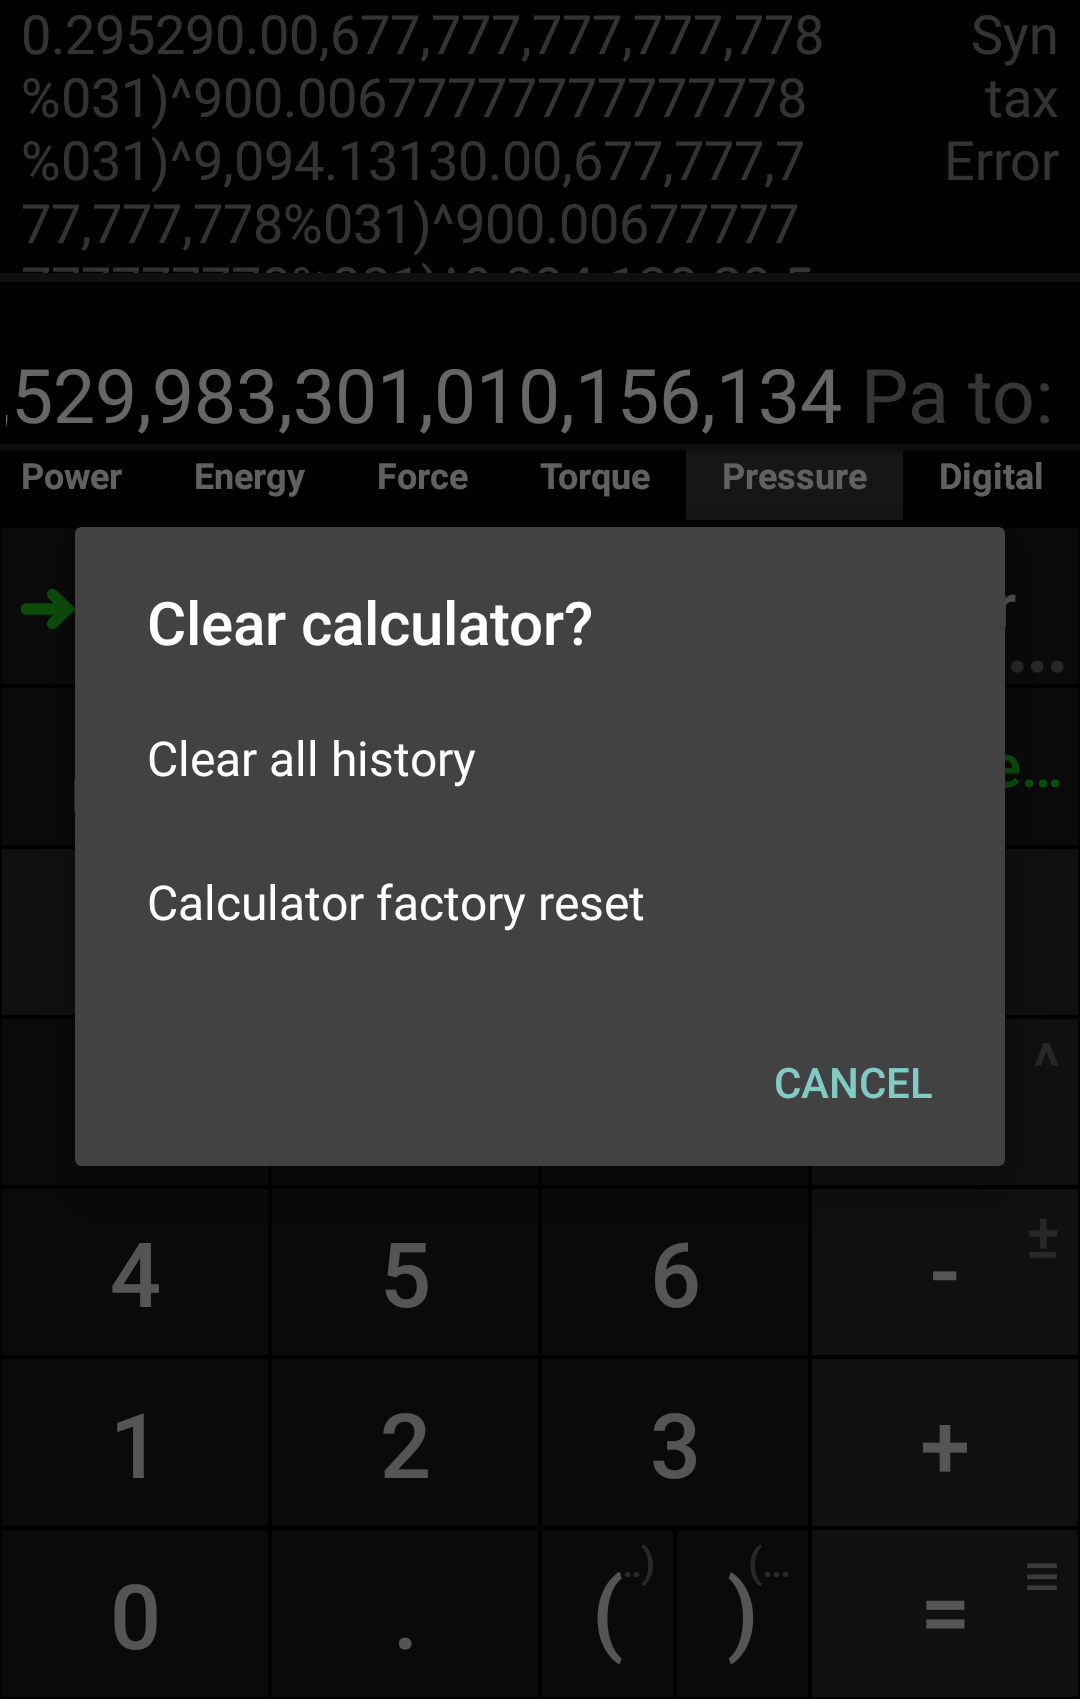 0.295290.00,677,777,777,777,778 Syn
%031)^900.00677777777777778 tax
%031)^9,094.13130.00,677,777,7 Error
77,777,778%031)^900.00677777
,529,983,301,010,156,134 Pa to:
Power Energy Force Torque Pressure Digital
Clear calculator?
Clear all history
Calculator factory reset
CANCEL
^
±
4 5 6 -
1 2 3 +
..) (... ≡
0 . ( ) =